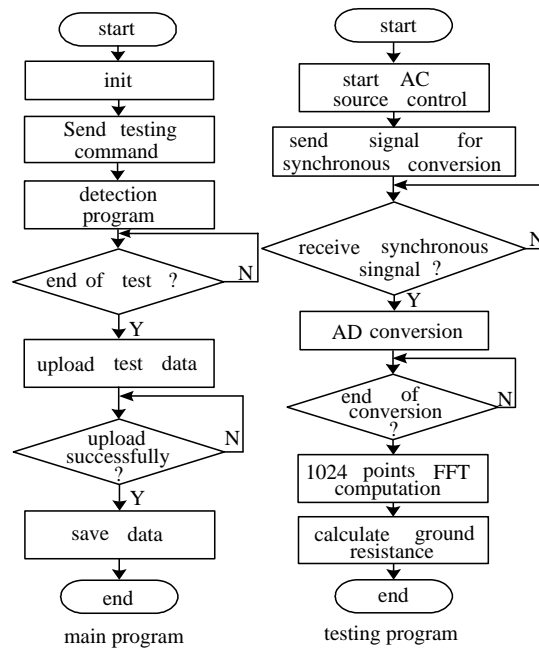 start
init
Send testing
command
detection
program
end of test ?
N
Y
upload test data
upload
successfully
?
N
Y
save data
end
main program
start
start AC
source control
send signal for
synchronous conversion
receive synchronous
singnal ?
N
Y
AD conversion
end of
conversion
?
N
Y
1024 points FFT
computation
calculate ground
resistance
end
testing program